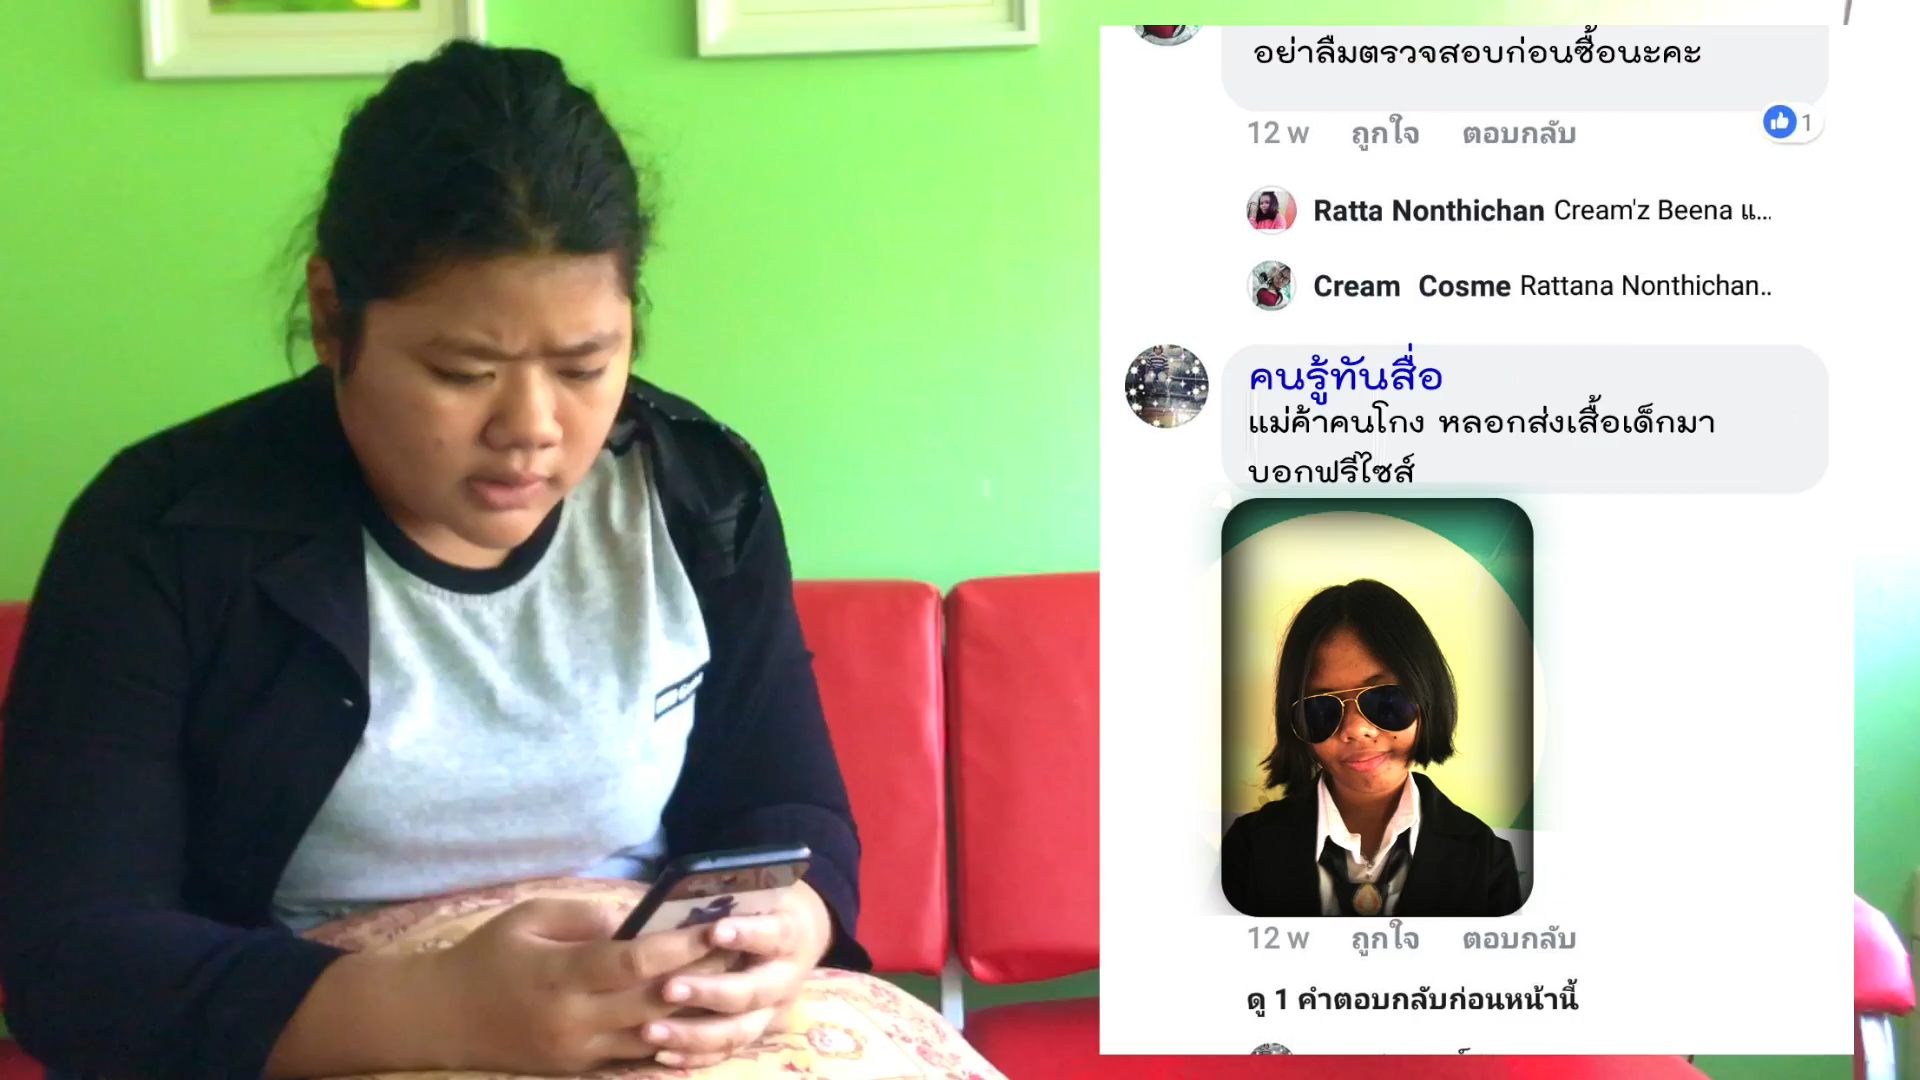 อย่าลืมตรวจสอบก่อนซื้อนะคะ
12 w ถูกใจ ตอบกลับ 1
Ratta Nonthichan Cream'z Beena แ...
Cream Cosme Rattana Nonthichan..
คนรู้ทันสื่อ
แม่ค้าคนโกง หลอกส่งเสื้อเด็กมา
บอกฟรีไซส์
12 w ถูกใจ ตอบกลับ
ดู 1 คำตอบกลับก่อนหน้านี้